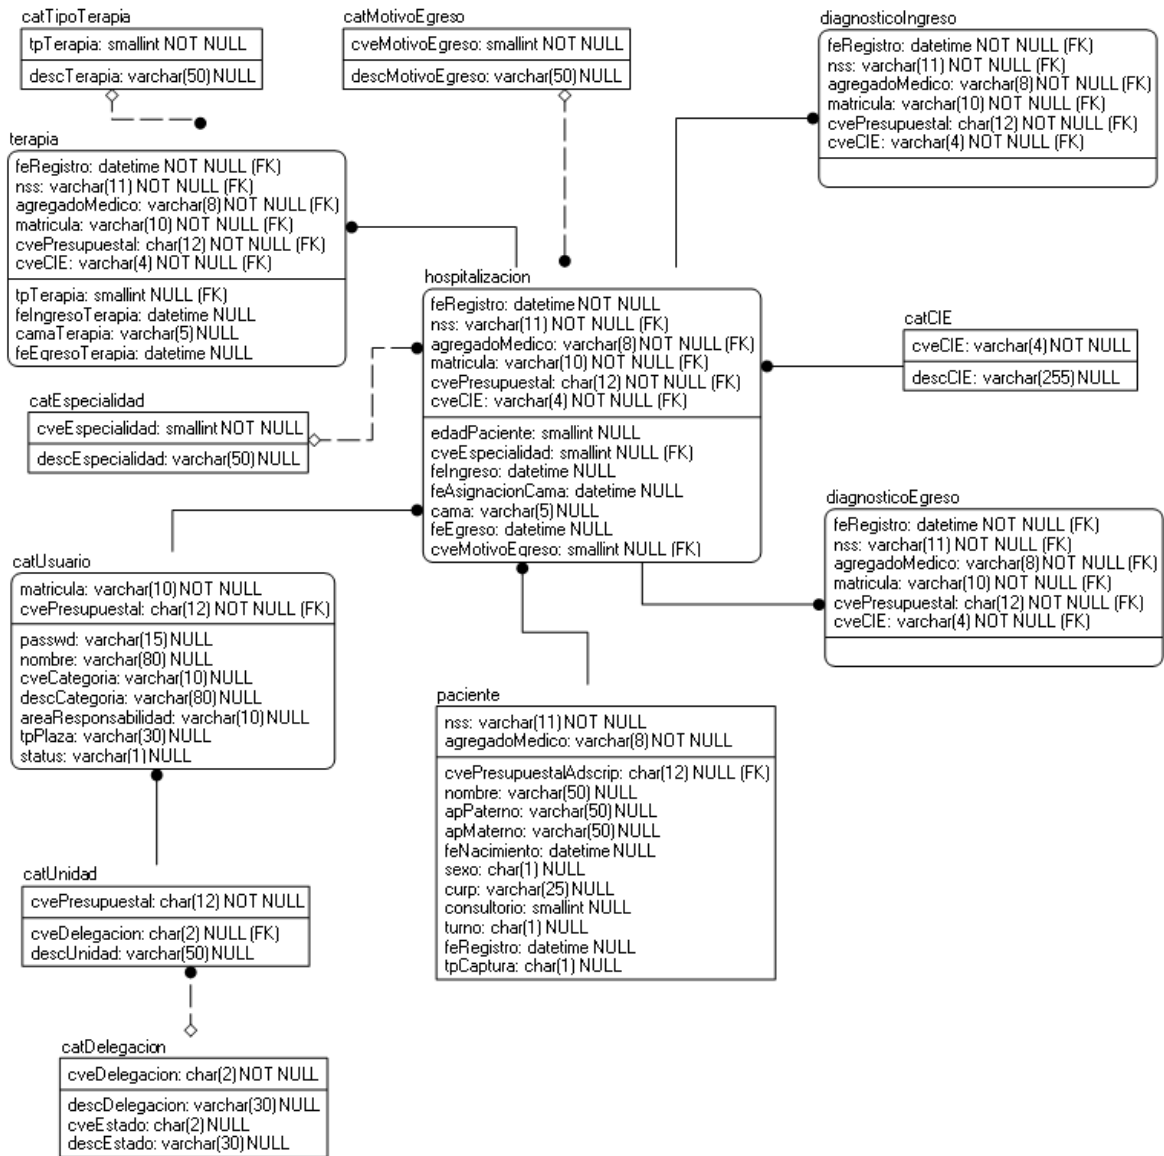 catTipoTerapia
tpTerapia: smallint NOT NULL
descTerapia: varchar(50) NULL
catMotivoEgreso
cveMotivoEgreso: smallint NOT NULL
descMotivoEgreso: varchar(50) NULL
diagnosticoIngreso
feRegistro: datetime NOT NULL (FK)
nss: varchar(11) NOT NULL (FK)
agregadoMedico: varchar(8) NOT NULL (FK)
matricula: varchar(10) NOT NULL (FK)
cvePresupuestal: char(12) NOT NULL (FK)
cveCIE: varchar(4) NOT NULL (FK)
terapia
feRegistro: datetime NOT NULL (FK)
nss: varchar(11) NOT NULL (FK)
agregadoMedico: varchar(8) NOT NULL (FK)
matricula: varchar(10) NOT NULL (FK)
cvePresupuestal: char(12) NOT NULL (FK)
cveCIE: varchar(4) NOT NULL (FK)
tpTerapia: smallint NULL (FK)
feIngresoTerapia: datetime NULL
camaTerapia: varchar(5) NULL
feEgresoTerapia: datetime NULL
hospitalizacion
feRegistro: datetime NOT NULL
nss: varchar(11) NOT NULL (FK)
agregadoMedico: varchar(8) NOT NULL (FK)
matricula: varchar(10) NOT NULL (FK)
cvePresupuestal: char(12) NOT NULL (FK)
cveCIE: varchar(4) NOT NULL (FK)
edadPaciente: smallint NULL
cveEspecialidad: smallint NULL (FK)
feIngreso: datetime NULL
feAsignacionCama: datetime NULL
cama: varchar(5) NULL
feEgreso: datetime NULL
cveMotivoEgreso: smallint NULL (FK)
catCIE
cveCIE: varchar(4) NOT NULL
descCIE: varchar(255) NULL
catEspecialidad
cveEspecialidad: smallint NOT NULL
descEspecialidad: varchar(50) NULL
diagnosticoEgreso
feRegistro: datetime NOT NULL (FK)
nss: varchar(11) NOT NULL (FK)
agregadoMedico: varchar(8) NOT NULL (FK)
matricula: varchar(10) NOT NULL (FK)
cvePresupuestal: char(12) NOT NULL (FK)
cveCIE: varchar(4) NOT NULL (FK)
catUsuario
matricula: varchar(10) NOT NULL
cvePresupuestal: char(12) NOT NULL (FK)
passwd: varchar(15) NULL
nombre: varchar(80) NULL
cveCategoria: varchar(10) NULL
descCategoria: varchar(80) NULL
areaResponsabilidad: varchar(10) NULL
tpPlaza: varchar(30) NULL
status: varchar(1) NULL
paciente
nss: varchar(11) NOT NULL
agregadoMedico: varchar(8) NOT NULL
cvePresupuestalAdscrip: char(12) NULL (FK)
nombre: varchar(50) NULL
apPaterno: varchar(50) NULL
apMaterno: varchar(50) NULL
feNacimiento: datetime NULL
sexo: char(1) NULL
curp: varchar(25) NULL
consultorio: smallint NULL
turno: char(1) NULL
feRegistro: datetime NULL
tpCaptura: char(1) NULL
catUnidad
cvePresupuestal: char(12) NOT NULL
cveDelegacion: char(2) NULL (FK)
descUnidad: varchar(50) NULL
catDelegacion
cveDelegacion: char(2) NOT NULL
descDelegacion: varchar(30) NULL
cveEstado: char(2) NULL
descEstado: varchar(30) NULL